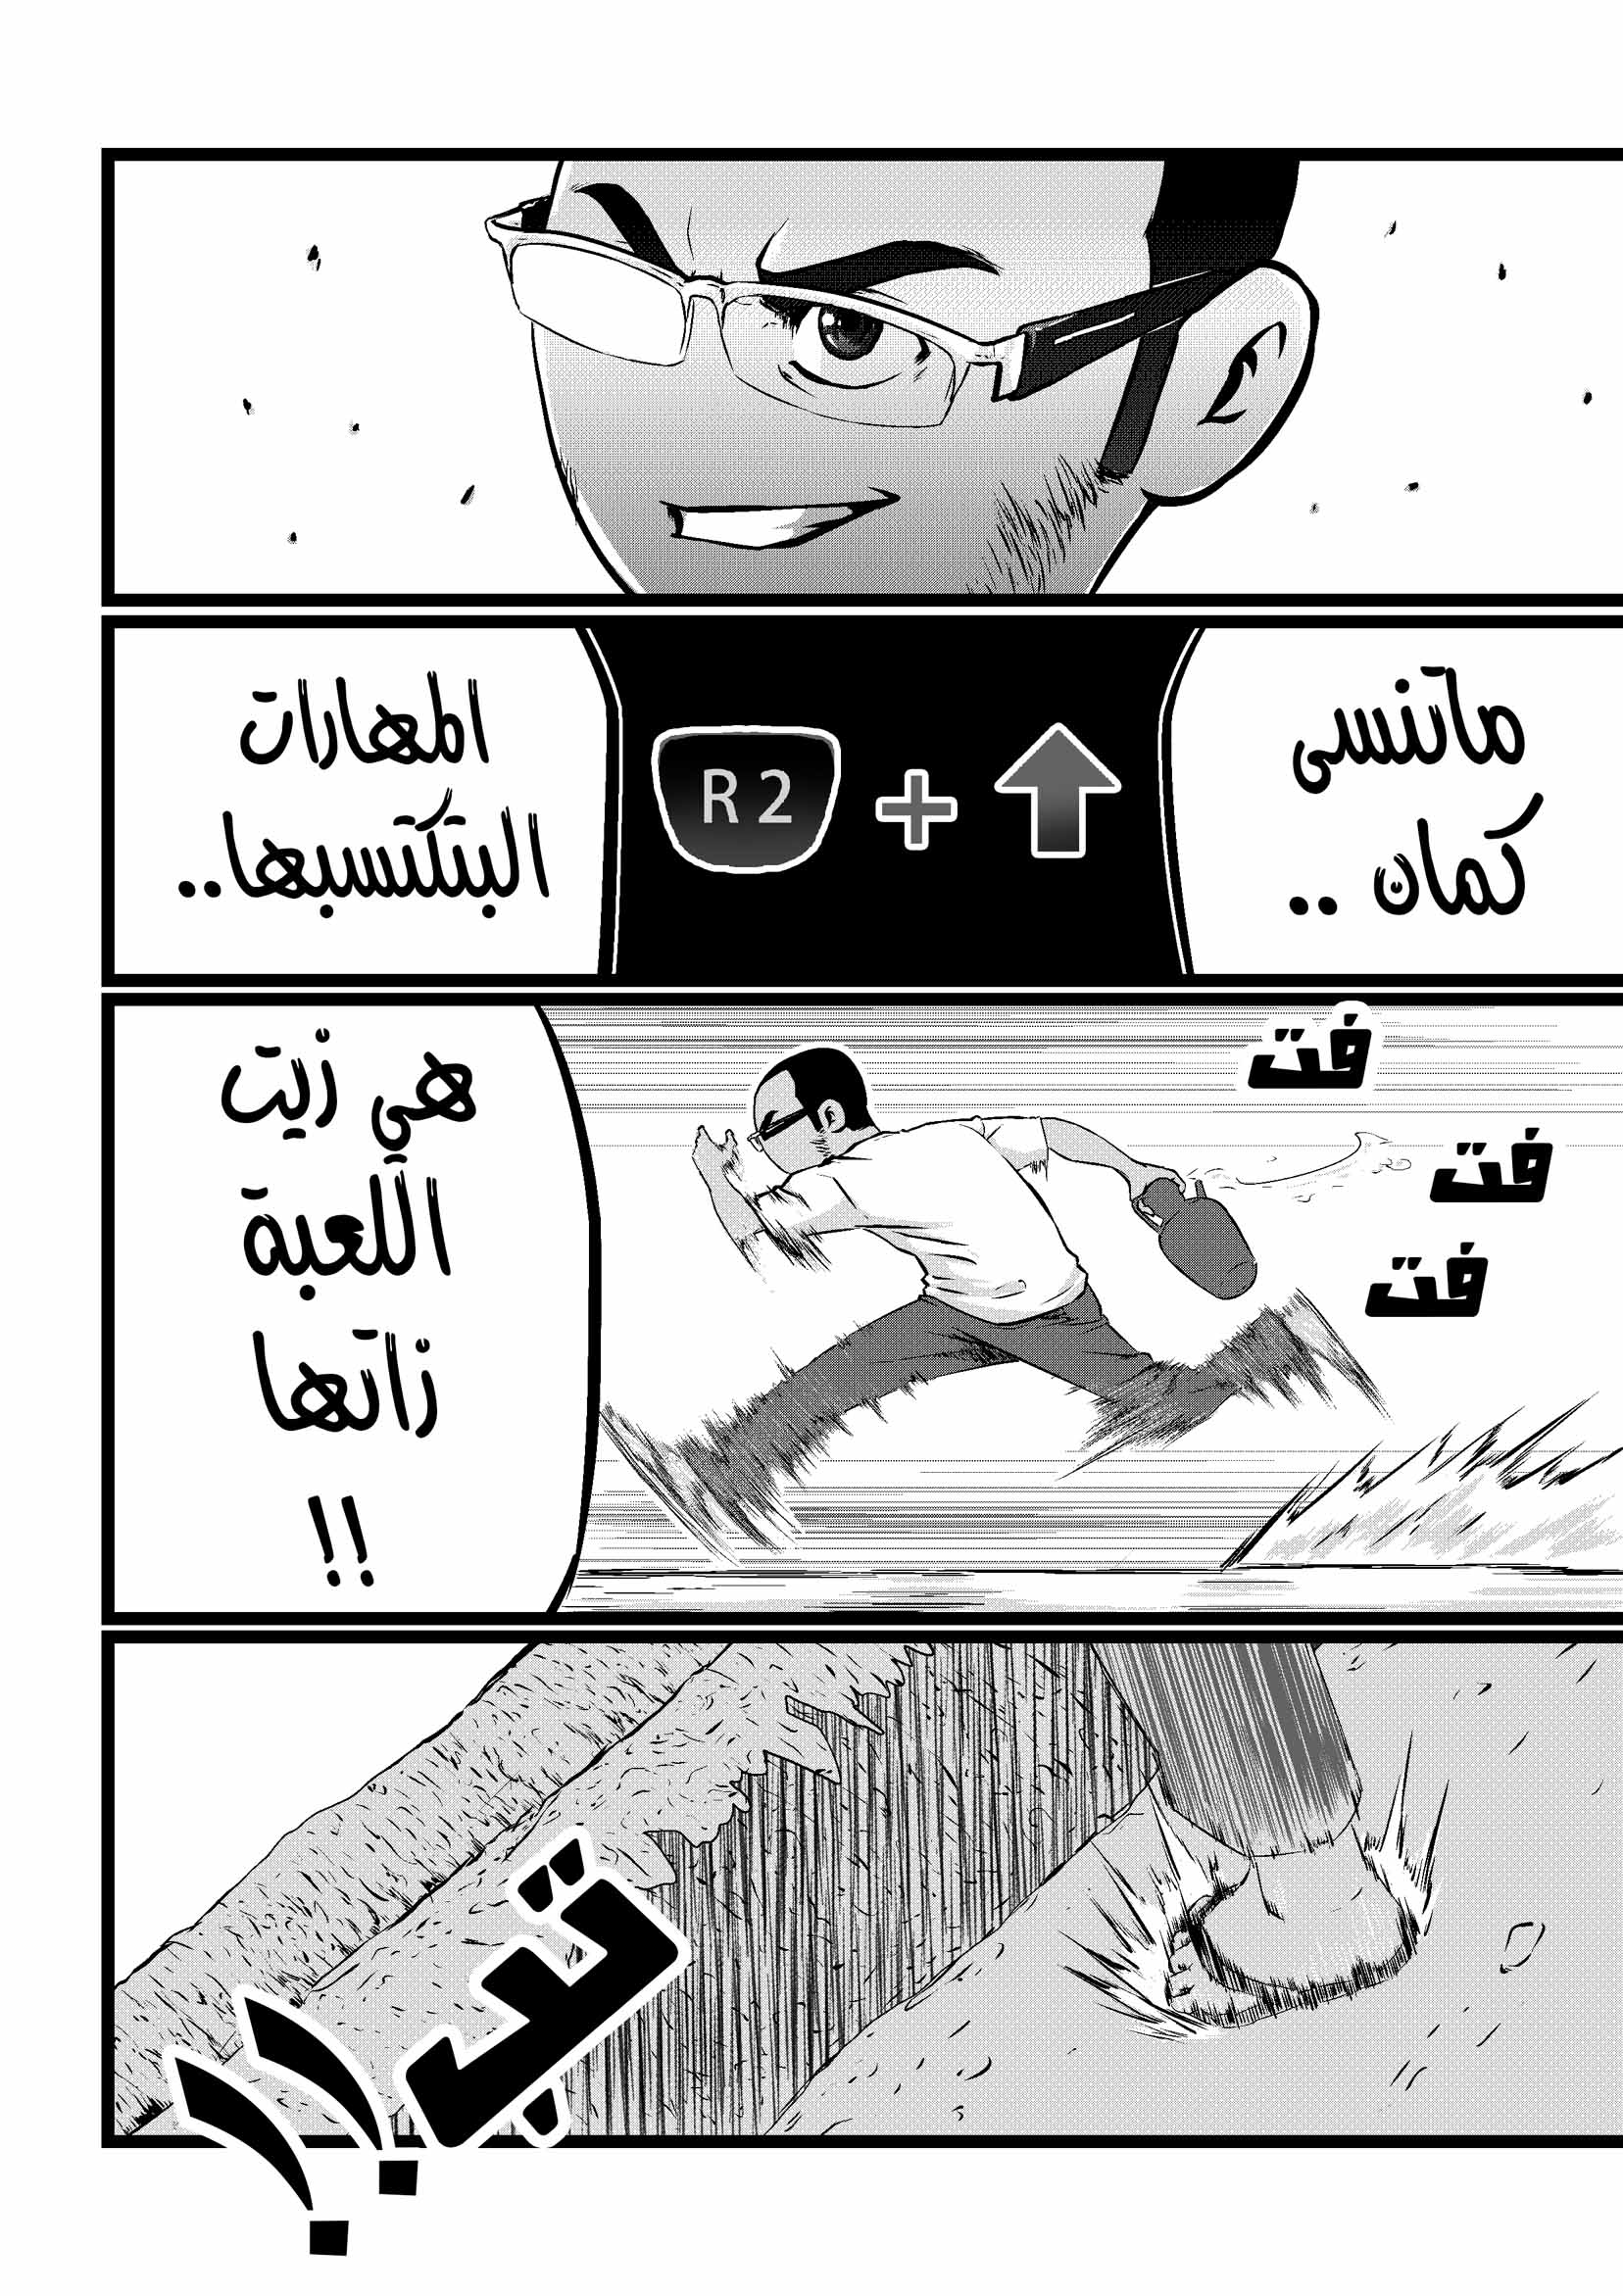 ماتنسى
كمان ..
R2 + ↑
المهارات
البتكتسبها..
فت
فت
فت
هي زيت
اللعبة
زاتها
!!
تب!!